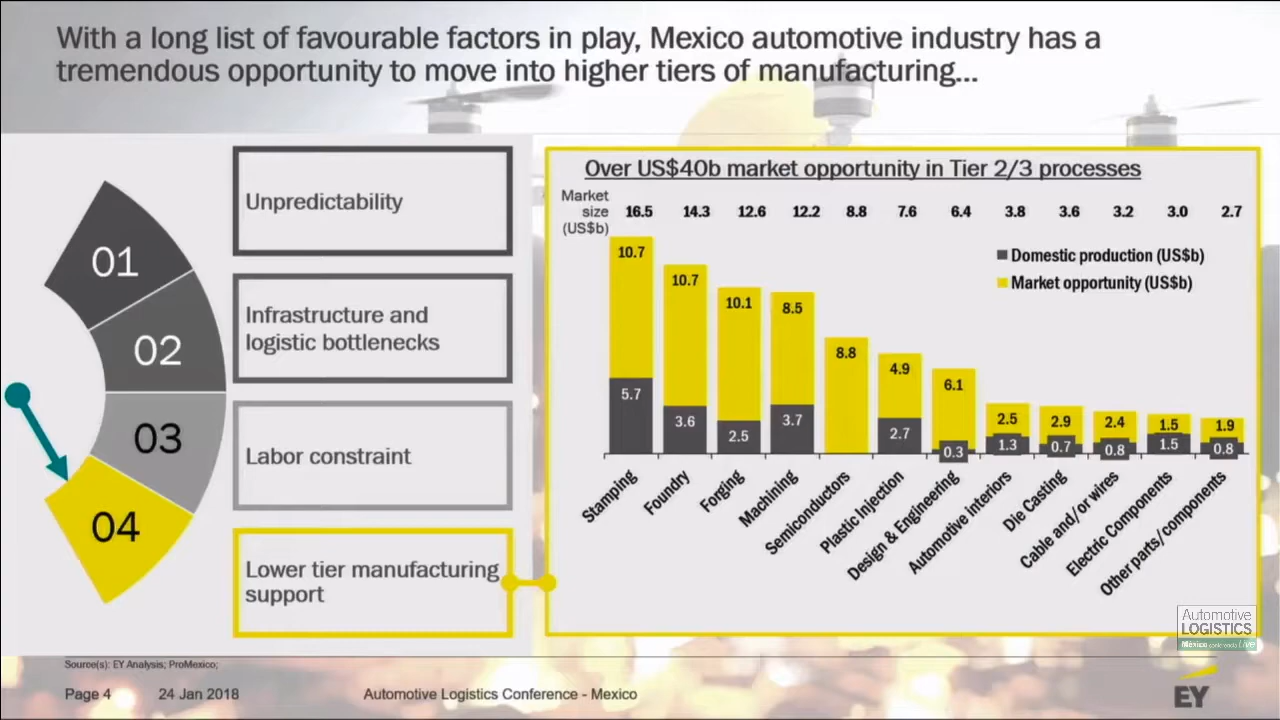 With a long list of favourable factors in play, Mexico automotive industry has a
tremendous opportunity to move into higher tiers of manufacturing...
01
02
03
04
Unpredictability
Infrastructure and
logistic bottlenecks
Labor constraint
Lower tier manufacturing
support
Over US$40b market opportunity in Tier 2/3 processes
Market
size
(US$b)
16.5 14.3 12.6 12.2 8.8 7.6 6.4 3.8 3.6 3.2 3.0 2.7
Domestic production (US$b)
Market opportunity (US$b)
10.7 10.7 10.1 8.5 8.8 4.9 6.1 2.5 2.9 2.4 1.5 1.9
5.7 3.6 2.5 3.7 2.7 0.3 1.3 0.7 0.8 1.5 0.8
Stamping
Foundry
Forging
Machining
Semiconductors
Plastic Injection
Design & Engineering
Automotive interiors
Die Casting
Cable and/or wires
Electric Components
Other parts/components
Automotive
LOGISTICS
México conferencia Live
Source(s): EY Analysis; ProMexico;
Page 4 24 Jan 2018 Automotive Logistics Conference - Mexico
EY